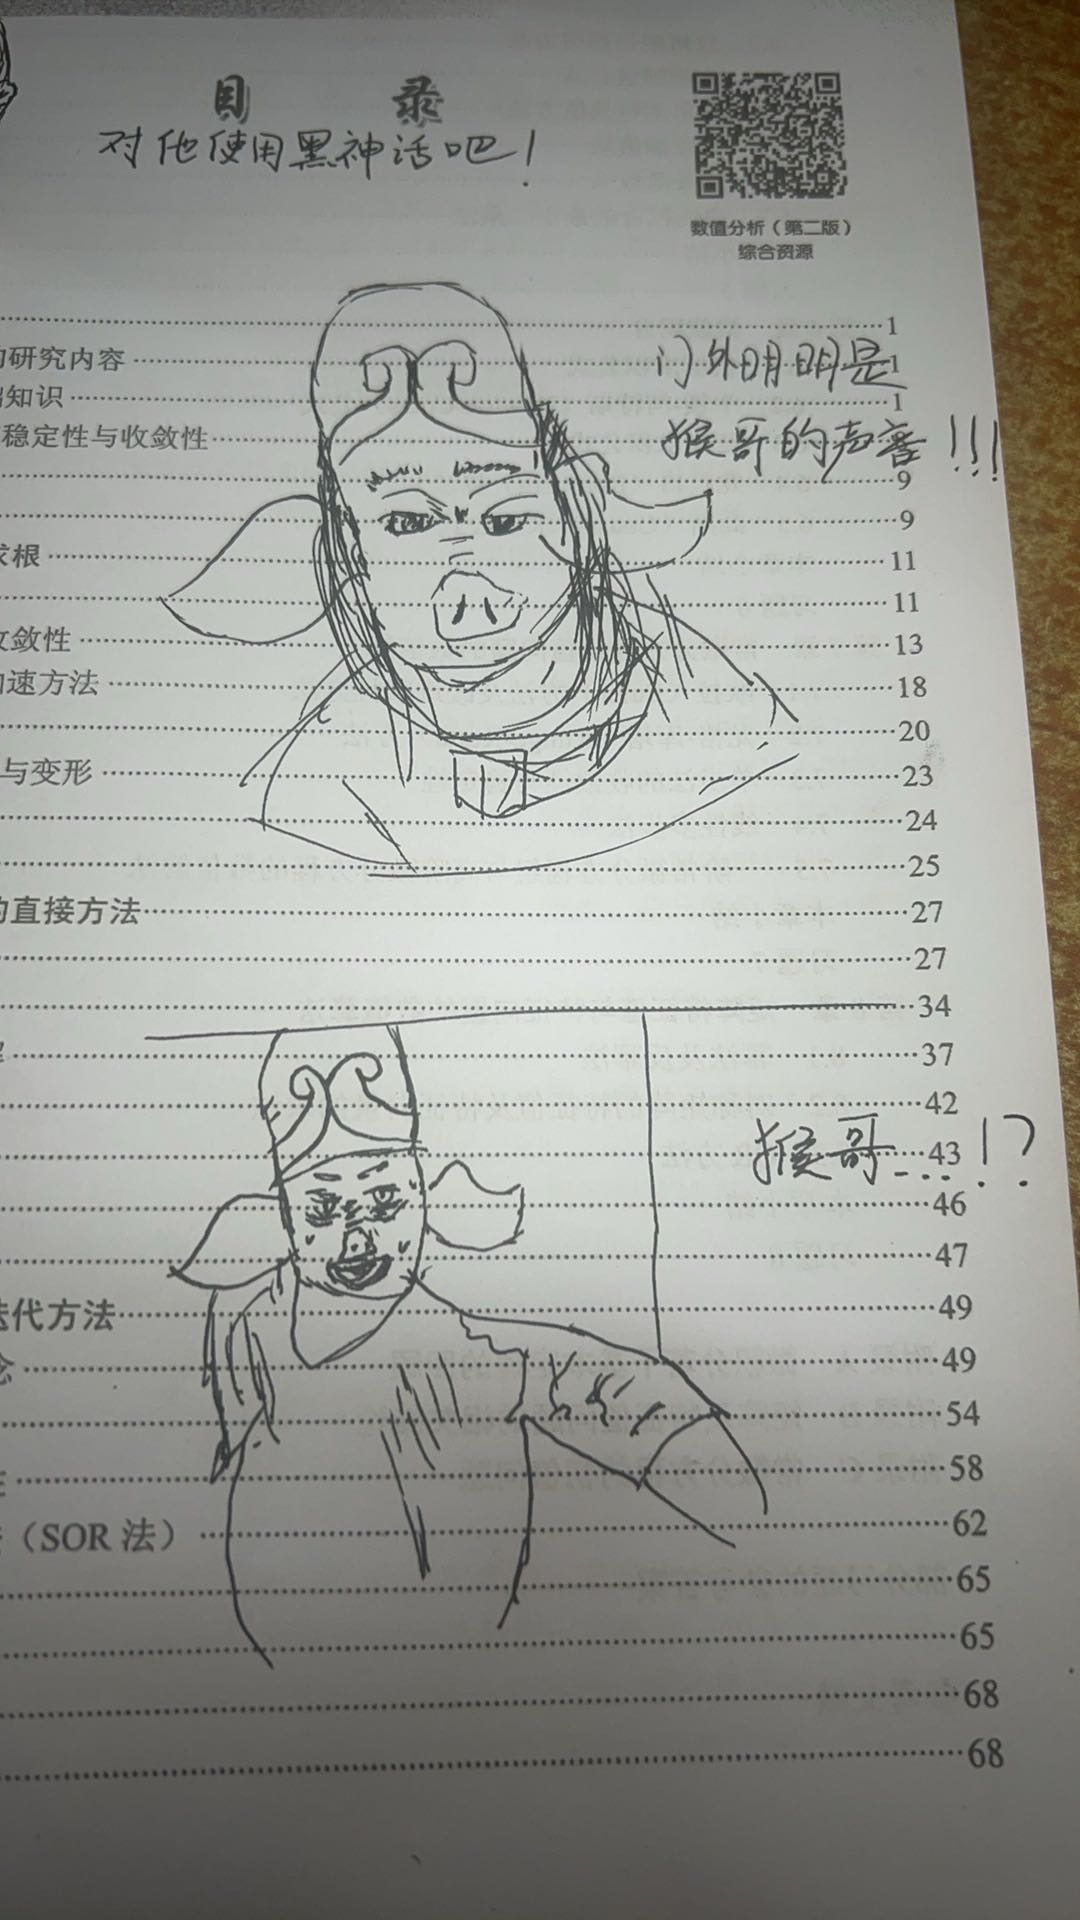 目 录
对他使用黑神话吧!
数值分析(第二版)
综合资源
1
的研究内容 1
础知识 1
门外明明是
稳定性与收敛性
猴哥的声音!!!
9
9
求根 11
11
收敛性 13
加速方法 18
20
与变形 23
24
25
的直接方法 27
27
34
37
42
43
猴哥...!?
46
47
迭代方法 49
念 49
54
58
(SOR 法) 62
65
65
68
68